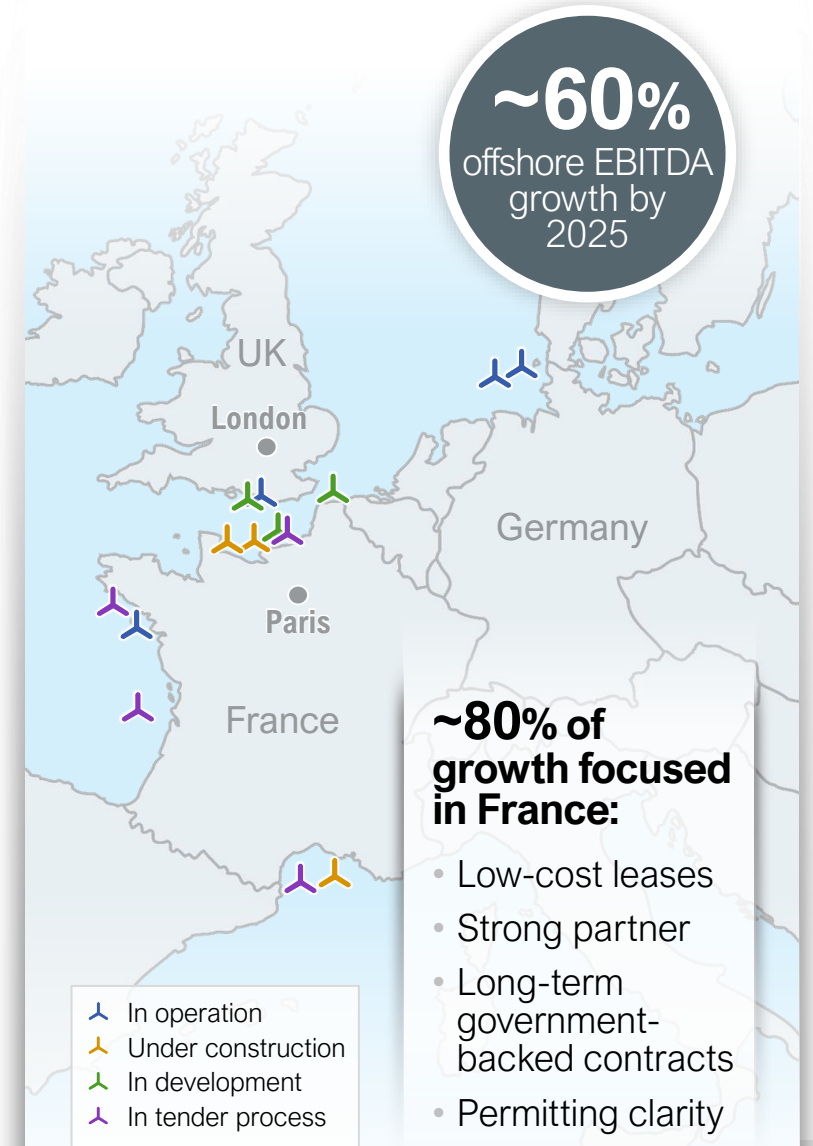 ~60%
offshore EBITDA
growth by
2025
UK
London
Germany
Paris
France
~80% of
growth focused
in France:
• Low-cost leases
• Strong partner
• Long-term
government-
backed contracts
• Permitting clarity
In operation
Under construction
In development
In tender process